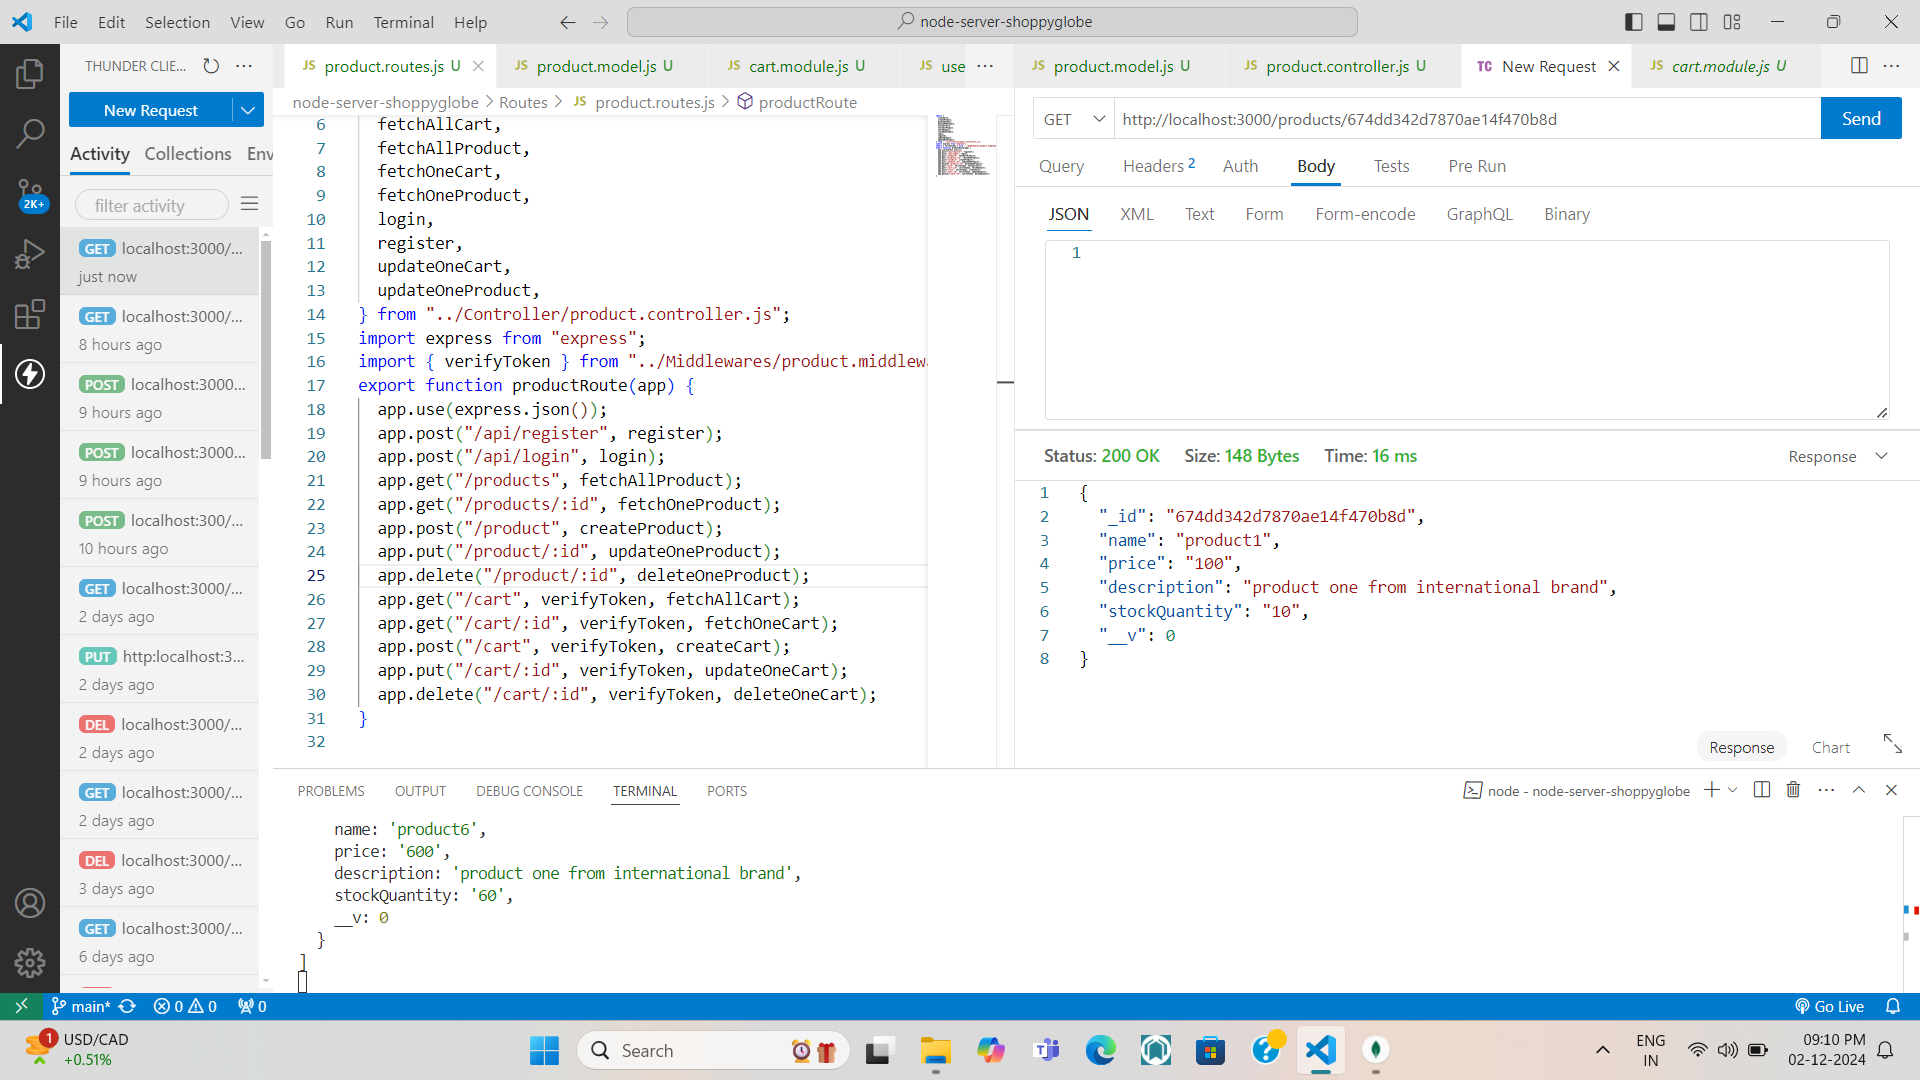 File Edit Selection View Go Run Terminal Help
node-server-shoppyglobe
THUNDER CLIE...
New Request
Activity Collections Env
filter activity
GET localhost:3000/...
just now
GET localhost:3000/...
8 hours ago
POST localhost:3000...
9 hours ago
POST localhost:3000...
9 hours ago
POST localhost:300/...
10 hours ago
GET localhost:3000/...
2 days ago
PUT http:localhost:3...
2 days ago
DEL localhost:3000/...
2 days ago
GET localhost:3000/...
2 days ago
DEL localhost:3000/...
3 days ago
GET localhost:3000/...
6 days ago
2K+
JS product.routes.js U
JS product.model.js U
JS cart.module.js U
JS use ...
node-server-shoppyglobe > Routes > JS product.routes.js > productRoute
6 fetchAllCart,
7 fetchAllProduct,
8 fetchOneCart,
9 fetchOneProduct,
10 login,
11 register,
12 updateOneCart,
13 updateOneProduct,
14 } from "../Controller/product.controller.js";
15 import express from "express";
16 import { verifyToken } from "../Middlewares/product.middlewa
17 export function productRoute(app) {
18 app.use(express.json());
19 app.post("/api/register", register);
20 app.post("/api/login", login);
21 app.get("/products", fetchAllProduct);
22 app.get("/products/:id", fetchOneProduct);
23 app.post("/product", createProduct);
24 app.put("/product/:id", updateOneProduct);
25 app.delete("/product/:id", deleteOneProduct);
26 app.get("/cart", verifyToken, fetchAllCart);
27 app.get("/cart/:id", verifyToken, fetchOneCart);
28 app.post("/cart", verifyToken, createCart);
29 app.put("/cart/:id", verifyToken, updateOneCart);
30 app.delete("/cart/:id", verifyToken, deleteOneCart);
31 }
32
JS product.model.js U
JS product.controller.js U
TC New Request
JS cart.module.js U
GET http://localhost:3000/products/674dd342d7870ae14f470b8d Send
Query Headers 2 Auth Body Tests Pre Run
JSON XML Text Form Form-encode GraphQL Binary
1
Status: 200 OK Size: 148 Bytes Time: 16 ms Response
1 {
2 "_id": "674dd342d7870ae14f470b8d",
3 "name": "product1",
4 "price": "100",
5 "description": "product one from international brand",
6 "stockQuantity": "10",
7 "__v": 0
8 }
Response Chart
PROBLEMS OUTPUT DEBUG CONSOLE TERMINAL PORTS
node - node-server-shoppyglobe
name: 'product6',
price: '600',
description: 'product one from international brand',
stockQuantity: '60',
__v: 0
}
]
main* 0 0 0 Go Live
1
USD/CAD
+0.51%
Search
ENG
IN
09:10 PM
02-12-2024